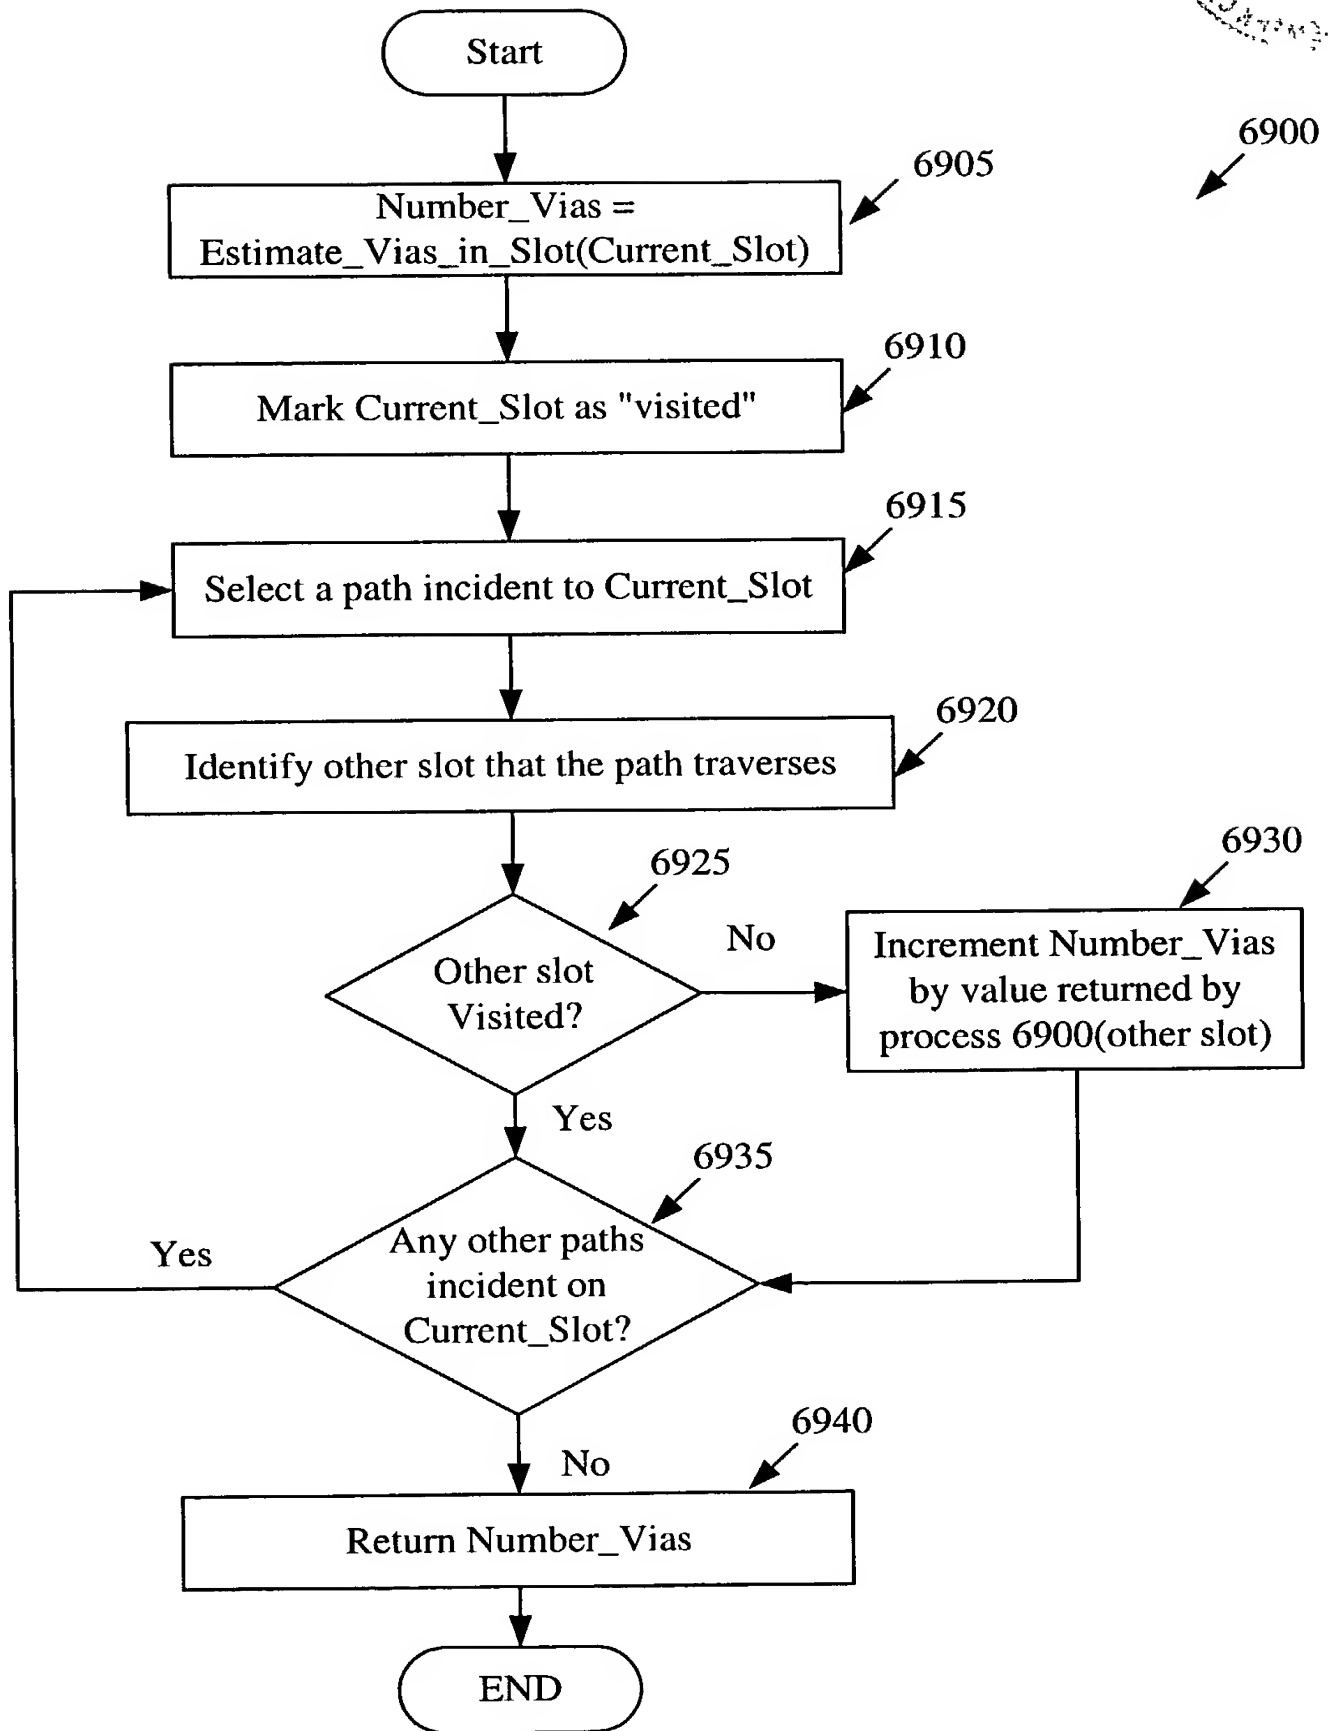 Start
6900
6905
Number_Vias =
Estimate_Vias_in_Slot(Current_Slot)
6910
Mark Current_Slot as "visited"
6915
Select a path incident to Current_Slot
6920
Identify other slot that the path traverses
6925
Other slot
Visited?
No
6930
Increment Number_Vias
by value returned by
process 6900(other slot)
Yes
6935
Any other paths
incident on
Current_Slot?
Yes
No
6940
Return Number_Vias
END